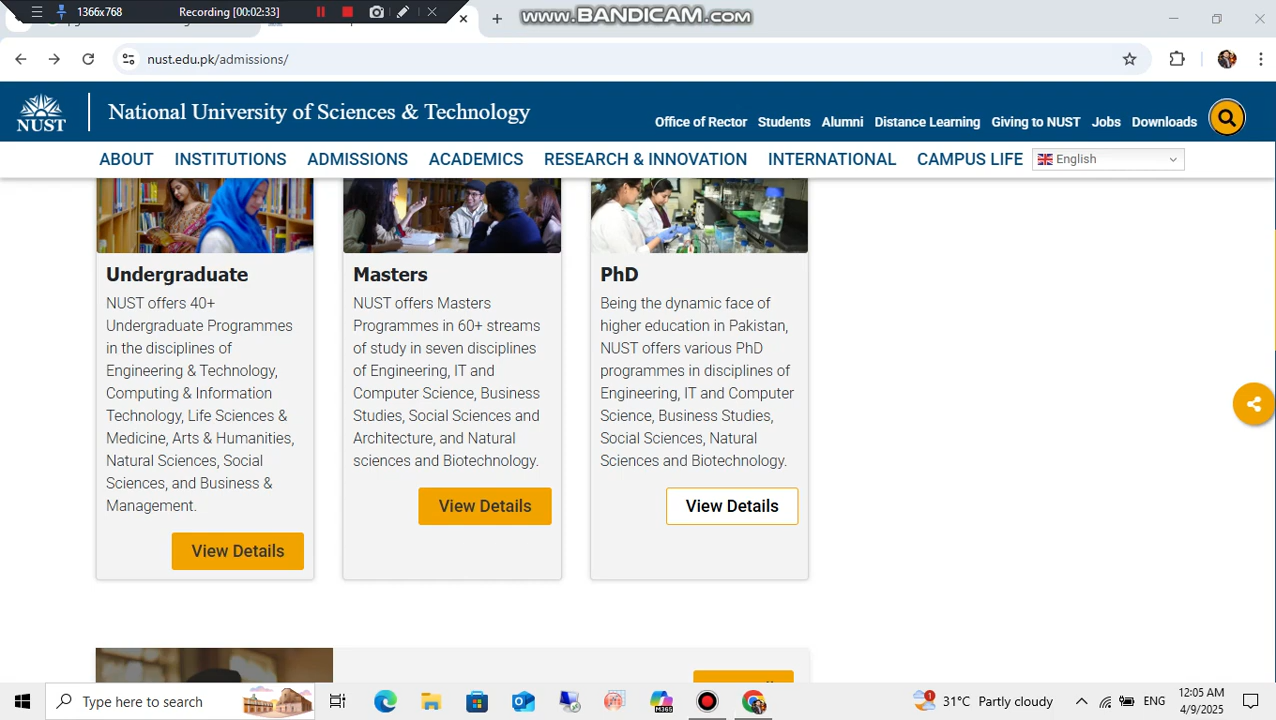 1366x768
Recording [00:02:33]
www.BANDICAM.com
nust.edu.pk/admissions/
NUST
National University of Sciences & Technology
Office of Rector
Students
Alumni
Distance Learning
Giving to NUST
Jobs
Downloads
ABOUT
INSTITUTIONS
ADMISSIONS
ACADEMICS
RESEARCH & INNOVATION
INTERNATIONAL
CAMPUS LIFE
English
Undergraduate
NUST offers 40+
Undergraduate Programmes
in the disciplines of
Engineering & Technology,
Computing & Information
Technology, Life Sciences &
Medicine, Arts & Humanities,
Natural Sciences, Social
Sciences, and Business &
Management.
View Details
Masters
NUST offers Masters
Programmes in 60+ streams
of study in seven disciplines
of Engineering, IT and
Computer Science, Business
Studies, Social Sciences and
Architecture, and Natural
sciences and Biotechnology.
View Details
PhD
Being the dynamic face of
higher education in Pakistan,
NUST offers various PhD
programmes in disciplines of
Engineering, IT and Computer
Science, Business Studies,
Social Sciences, Natural
Sciences and Biotechnology.
View Details
Type here to search
M365
1
31°C Partly cloudy
ENG
12:05 AM
4/9/2025